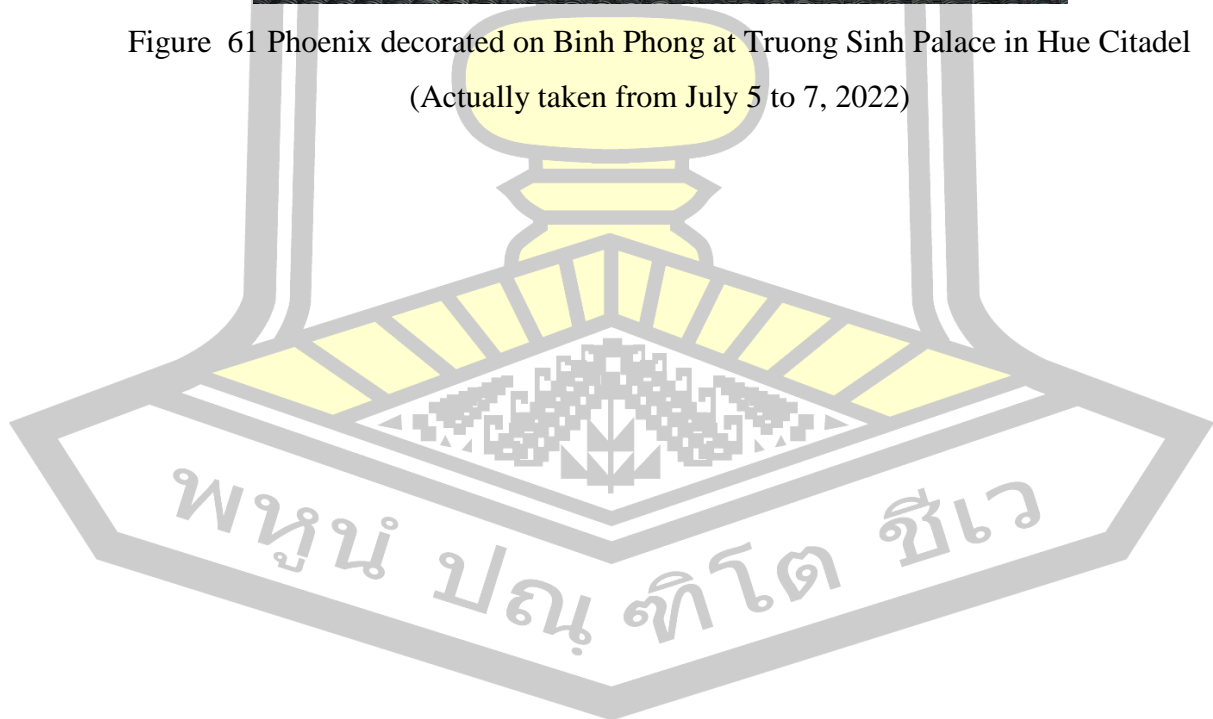 Figure 61 Phoenix decorated on Binh Phong at Truong Sinh Palace in Hue Citadel
(Actually taken from July 5 to 7, 2022)
พหูนํ ปณฺฑิโต ชีเว